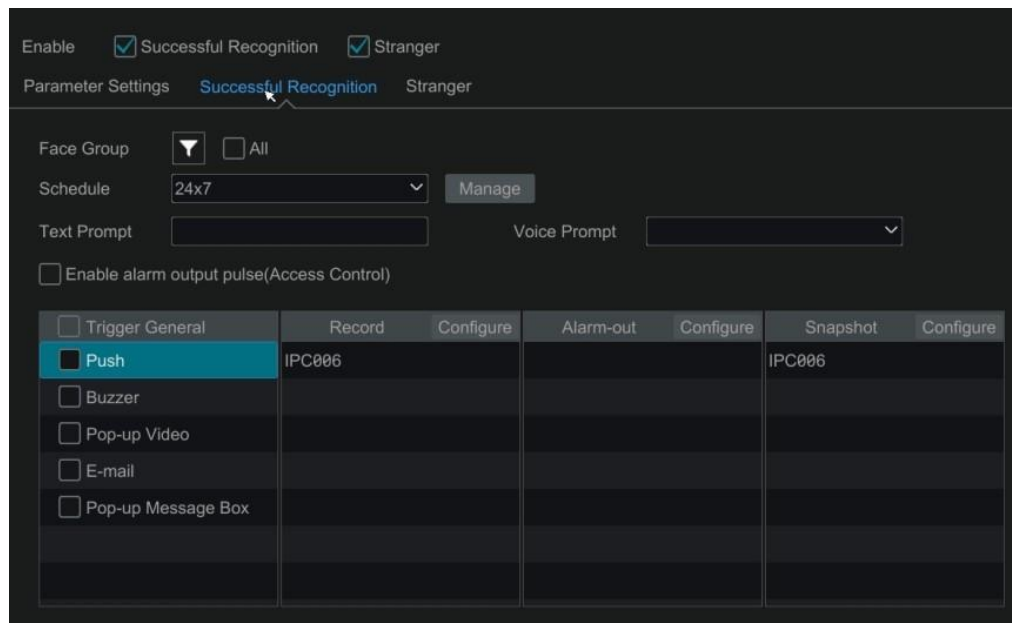 Enable Successful Recognition Stranger
Parameter Settings Successful Recognition Stranger
Face Group All
Schedule 24x7 Manage
Text Prompt Voice Prompt
Enable alarm output pulse(Access Control)
Trigger General Record Configure Alarm-out Configure Snapshot Configure
Push IPC006 IPC006
Buzzer
Pop-up Video
E-mail
Pop-up Message Box